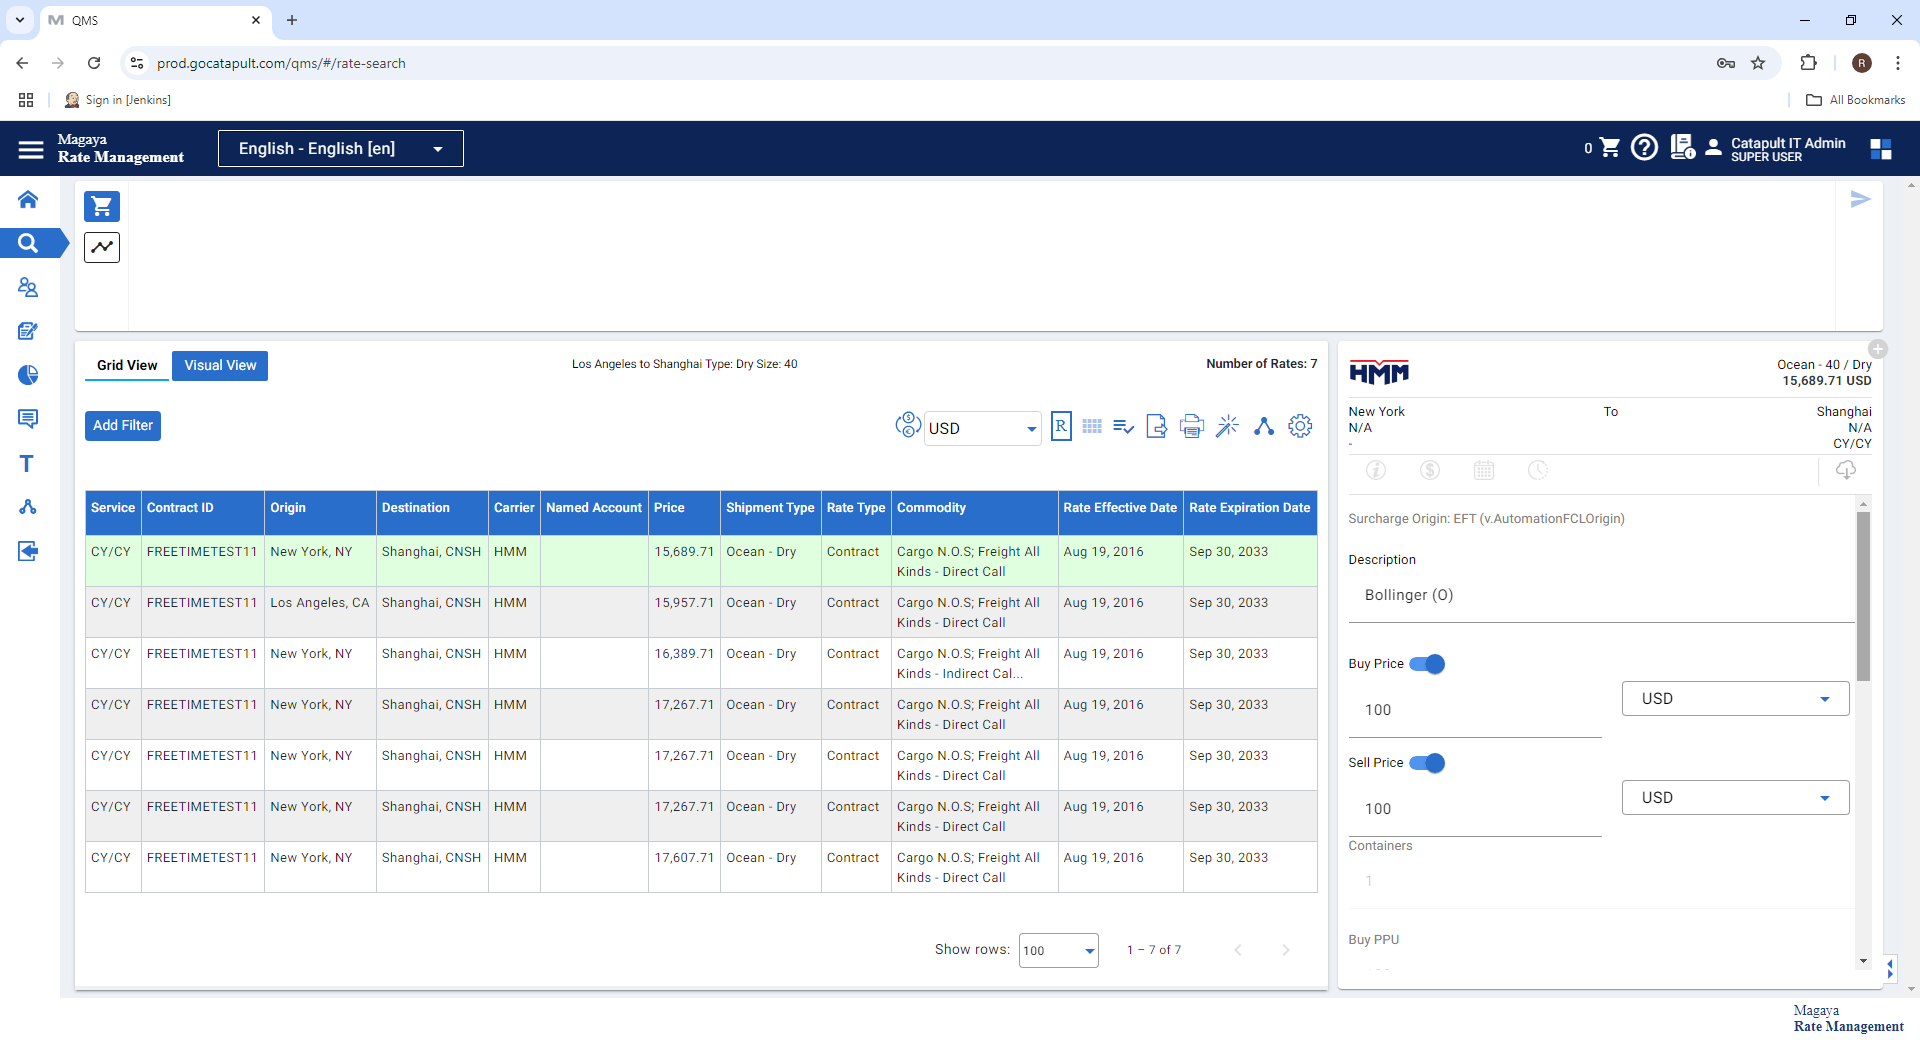 QMS
prod.gocatapult.com/qms/#/rate-search
R
Sign in [Jenkins]
All Bookmarks
Magaya
Rate Management
English - English [en]
0
Catapult IT Admin
SUPER USER
Grid View
Visual View
Los Angeles to Shanghai Type: Dry Size: 40
Number of Rates: 7
Add Filter
USD
R
Service Contract ID Origin Destination Carrier Named Account Price Shipment Type Rate Type Commodity Rate Effective Date Rate Expiration Date
CY/CY FREETIMETEST11 New York, NY Shanghai, CNSH HMM 15,689.71 Ocean - Dry Contract Cargo N.O.S; Freight All Aug 19, 2016 Sep 30, 2033
Kinds - Direct Call
CY/CY FREETIMETEST11 Los Angeles, CA Shanghai, CNSH HMM 15,957.71 Ocean - Dry Contract Cargo N.O.S; Freight All Aug 19, 2016 Sep 30, 2033
Kinds - Direct Call
CY/CY FREETIMETEST11 New York, NY Shanghai, CNSH HMM 16,389.71 Ocean - Dry Contract Cargo N.O.S; Freight All Aug 19, 2016 Sep 30, 2033
Kinds - Indirect Cal...
CY/CY FREETIMETEST11 New York, NY Shanghai, CNSH HMM 17,267.71 Ocean - Dry Contract Cargo N.O.S; Freight All Aug 19, 2016 Sep 30, 2033
Kinds - Direct Call
CY/CY FREETIMETEST11 New York, NY Shanghai, CNSH HMM 17,267.71 Ocean - Dry Contract Cargo N.O.S; Freight All Aug 19, 2016 Sep 30, 2033
Kinds - Direct Call
CY/CY FREETIMETEST11 New York, NY Shanghai, CNSH HMM 17,267.71 Ocean - Dry Contract Cargo N.O.S; Freight All Aug 19, 2016 Sep 30, 2033
Kinds - Direct Call
CY/CY FREETIMETEST11 New York, NY Shanghai, CNSH HMM 17,607.71 Ocean - Dry Contract Cargo N.O.S; Freight All Aug 19, 2016 Sep 30, 2033
Kinds - Direct Call
Show rows: 100 1 – 7 of 7
HMM
Ocean - 40 / Dry
15,689.71 USD
New York To Shanghai
N/A N/A
- CY/CY
Surcharge Origin: EFT (v.AutomationFCLOrigin)
Description
Bollinger (O)
Buy Price
100 USD
Sell Price
100 USD
Containers
1
Buy PPU
Magaya
Rate Management